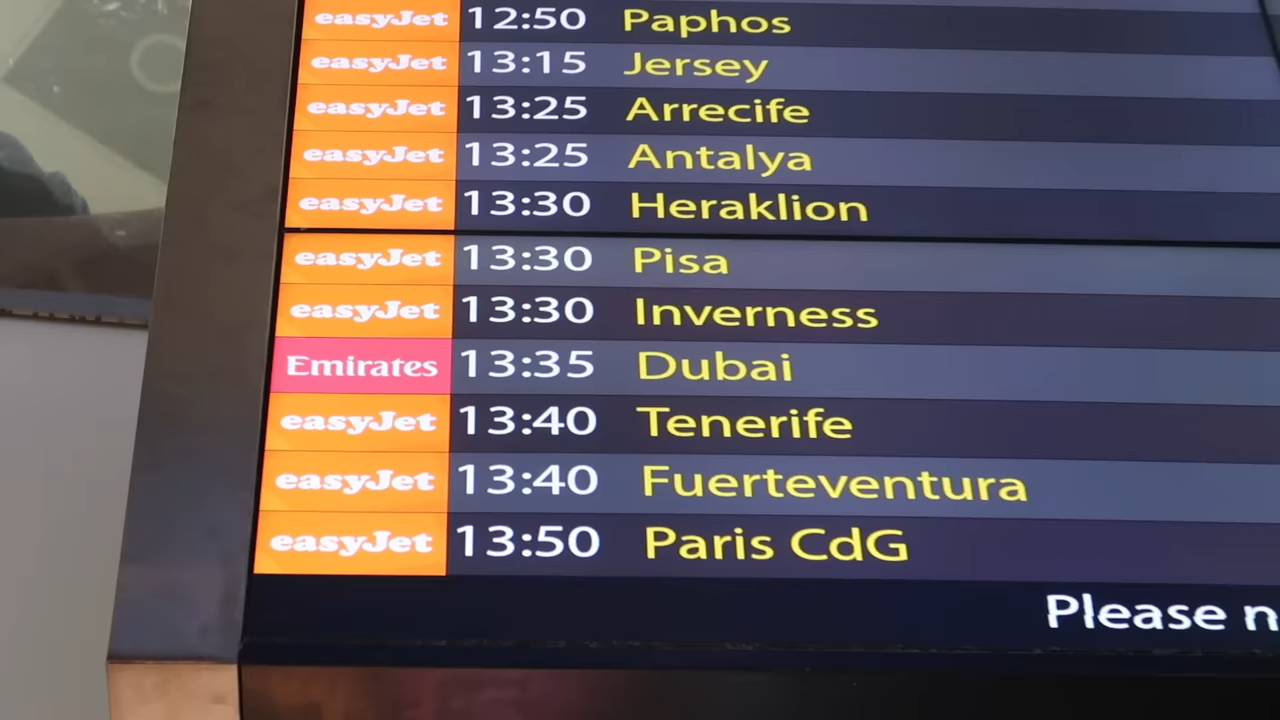 easyJet 12:50 Paphos
easyJet 13:15 Jersey
easyJet 13:25 Arrecife
easyJet 13:25 Antalya
easyJet 13:30 Heraklion
easyJet 13:30 Pisa
easyJet 13:30 Inverness
Emirates 13:35 Dubai
easyJet 13:40 Tenerife
easyJet 13:40 Fuerteventura
easyJet 13:50 Paris CdG
Please n